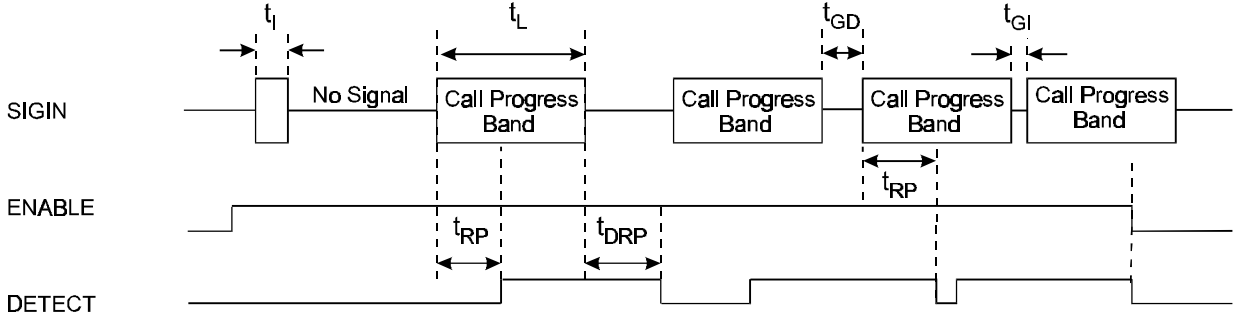 tI
tL
tGD
tGI
SIGIN
No Signal
Call Progress
Band
Call Progress
Band
Call Progress
Band
Call Progress
Band
tRP
ENABLE
tRP
tDRP
DETECT